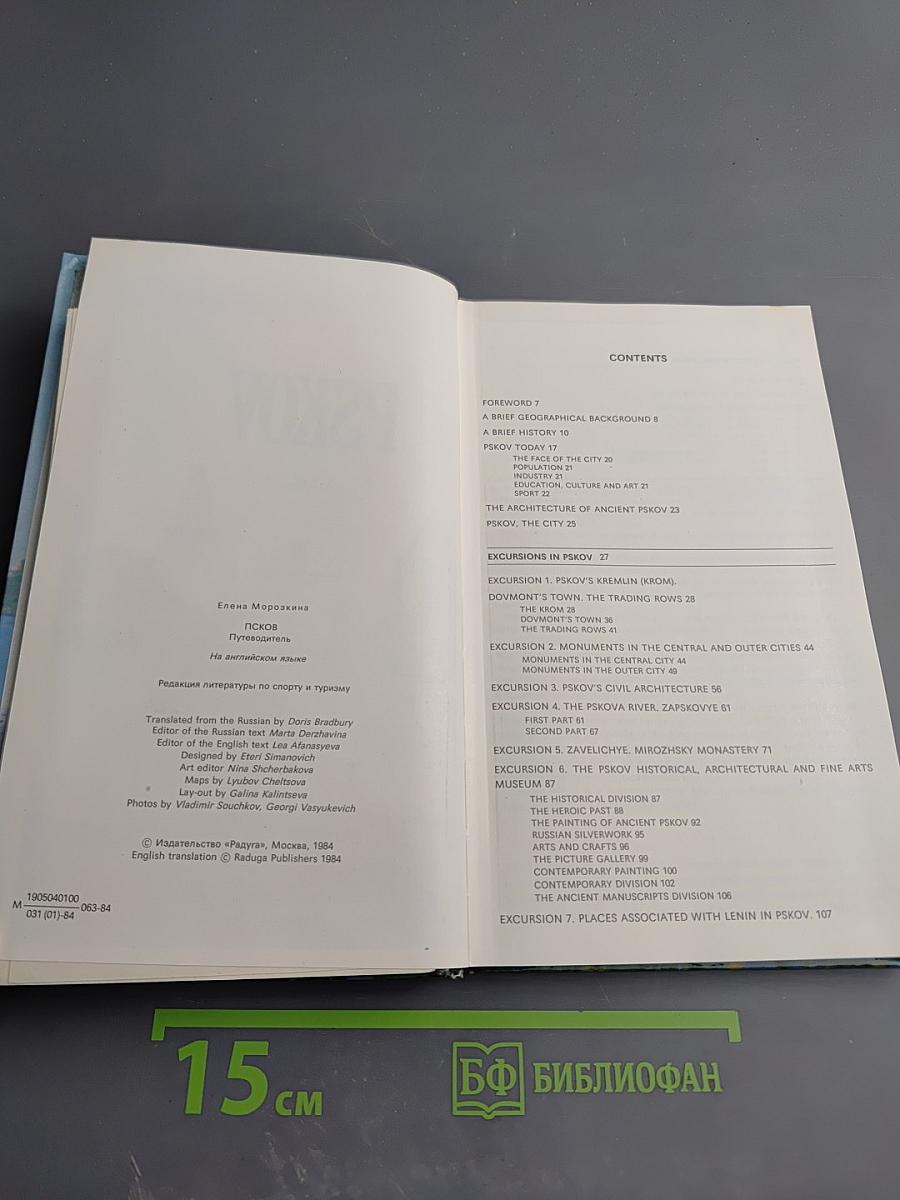 Елена Морозкина
ПСКОВ
Путеводитель
На английском языке
Редакция литературы по спорту и туризму
Translated from the Russian by Doris Bradbury
Editor of the Russian text Marta Derzhavina
Editor of the English text Lea Afanasyeva
Designed by Eteri Simanovich
Art editor Nina Shcherbakova
Maps by Lyubov Cheltsova
Lay-out by Galina Kalintseva
Photos by Vladimir Souchkov, Georgi Vasyukevich
© Издательство «Радуга», Москва, 1984
English translation © Raduga Publishers 1984
М 1905040100
031 (01)-84 063-84
CONTENTS
FOREWORD 7
A BRIEF GEOGRAPHICAL BACKGROUND 8
A BRIEF HISTORY 10
PSKOV TODAY 17
THE FACE OF THE CITY 20
POPULATION 21
INDUSTRY 21
EDUCATION, CULTURE AND ART 21
SPORT 22
THE ARCHITECTURE OF ANCIENT PSKOV 23
PSKOV, THE CITY 25
EXCURSIONS IN PSKOV 27
EXCURSION 1. PSKOV'S KREMLIN (KROM).
DOVMONT'S TOWN. THE TRADING ROWS 28
THE KROM 28
DOVMONT'S TOWN 36
THE TRADING ROWS 41
EXCURSION 2. MONUMENTS IN THE CENTRAL AND OUTER CITIES 44
MONUMENTS IN THE CENTRAL CITY 44
MONUMENTS IN THE OUTER CITY 49
EXCURSION 3. PSKOV'S CIVIL ARCHITECTURE 56
EXCURSION 4. THE PSKOVA RIVER. ZAPSKOVYE 61
FIRST PART 61
SECOND PART 67
EXCURSION 5. ZAVELICHYE. MIROZHSKY MONASTERY 71
EXCURSION 6. THE PSKOV HISTORICAL, ARCHITECTURAL AND FINE ARTS
MUSEUM 87
THE HISTORICAL DIVISION 87
THE HEROIC PAST 88
THE PAINTING OF ANCIENT PSKOV 92
RUSSIAN SILVERWORK 95
ARTS AND CRAFTS 96
THE PICTURE GALLERY 99
CONTEMPORARY PAINTING 100
CONTEMPORARY DIVISION 102
THE ANCIENT MANUSCRIPTS DIVISION 106
EXCURSION 7. PLACES ASSOCIATED WITH LENIN IN PSKOV. 107
15 см
БФ БИБЛИОФАН